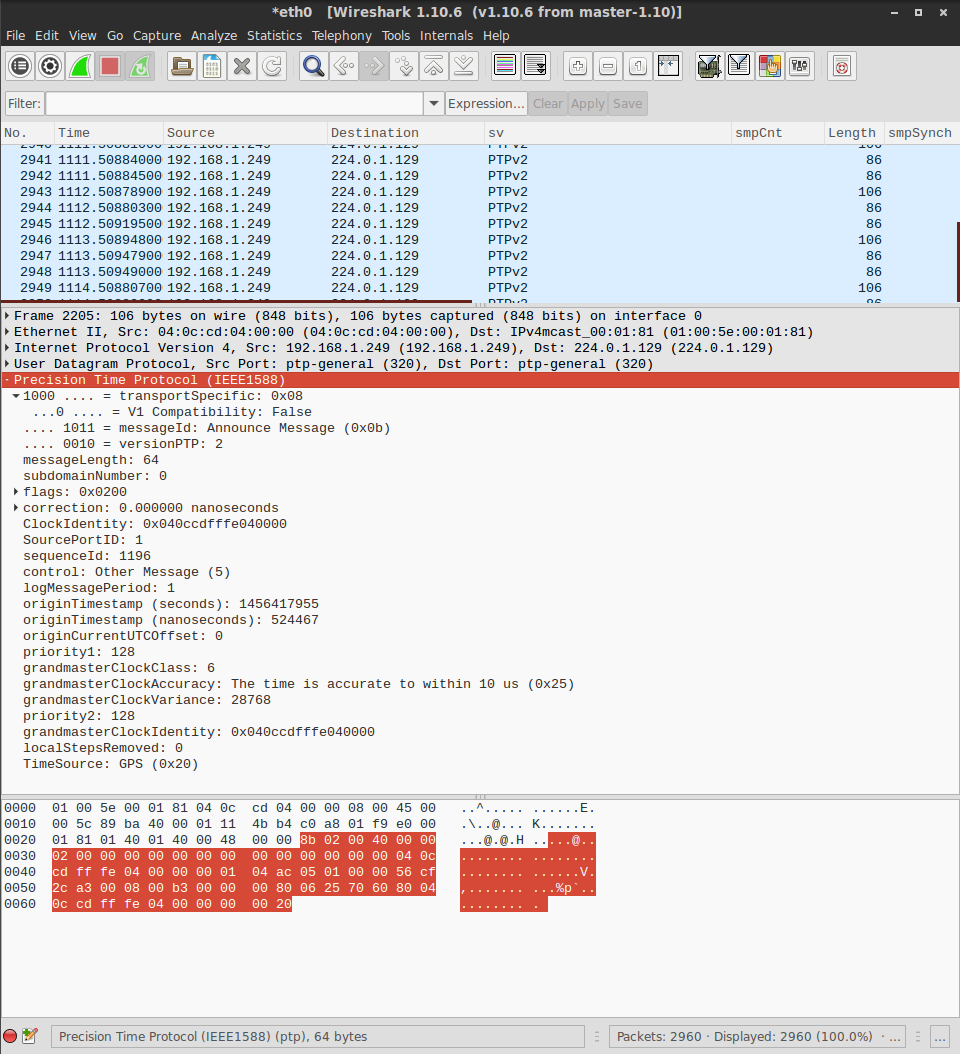 *eth0 [Wireshark 1.10.6 (v1.10.6 from master-1.10)]
File Edit View Go Capture Analyze Statistics Telephony Tools Internals Help
Filter: Expression... Clear Apply Save
No. Time Source Destination sv smpCnt Length smpSynch
2941 1111.50884000 192.168.1.249 224.0.1.129 PTPv2 86
2942 1111.50884500 192.168.1.249 224.0.1.129 PTPv2 86
2943 1112.50878900 192.168.1.249 224.0.1.129 PTPv2 106
2944 1112.50880300 192.168.1.249 224.0.1.129 PTPv2 86
2945 1112.50919500 192.168.1.249 224.0.1.129 PTPv2 86
2946 1113.50894800 192.168.1.249 224.0.1.129 PTPv2 106
2947 1113.50947900 192.168.1.249 224.0.1.129 PTPv2 86
2948 1113.50949000 192.168.1.249 224.0.1.129 PTPv2 86
2949 1114.50880700 192.168.1.249 224.0.1.129 PTPv2 106
Frame 2205: 106 bytes on wire (848 bits), 106 bytes captured (848 bits) on interface 0
Ethernet II, Src: 04:0c:cd:04:00:00 (04:0c:cd:04:00:00), Dst: IPv4mcast_00:01:81 (01:00:5e:00:01:81)
Internet Protocol Version 4, Src: 192.168.1.249 (192.168.1.249), Dst: 224.0.1.129 (224.0.1.129)
User Datagram Protocol, Src Port: ptp-general (320), Dst Port: ptp-general (320)
Precision Time Protocol (IEEE1588)
1000 .... = transportSpecific: 0x08
...0 .... = V1 Compatibility: False
.... 1011 = messageId: Announce Message (0x0b)
.... 0010 = versionPTP: 2
messageLength: 64
subdomainNumber: 0
flags: 0x0200
correction: 0.000000 nanoseconds
ClockIdentity: 0x040ccdfffe040000
SourcePortID: 1
sequenceId: 1196
control: Other Message (5)
logMessagePeriod: 1
originTimestamp (seconds): 1456417955
originTimestamp (nanoseconds): 524467
originCurrentUTCOffset: 0
priority1: 128
grandmasterClockClass: 6
grandmasterClockAccuracy: The time is accurate to within 10 us (0x25)
grandmasterClockVariance: 28768
priority2: 128
grandmasterClockIdentity: 0x040ccdfffe040000
localStepsRemoved: 0
TimeSource: GPS (0x20)
0000 01 00 5e 00 01 81 04 0c cd 04 00 00 08 00 45 00 ..^..... ......E.
0010 00 5c 89 ba 40 00 01 11 4b b4 c0 a8 01 f9 e0 00 .\..@... K.......
0020 01 81 01 40 01 40 00 48 00 00 8b 02 00 40 00 00 ...@.@.H .....@..
0030 02 00 00 00 00 00 00 00 00 00 00 00 00 00 04 0c ........ ........
0040 cd ff fe 04 00 00 00 01 04 ac 05 01 00 00 56 cf ........ ......V.
0050 2c a3 00 08 00 b3 00 00 00 80 06 25 70 60 80 04 ,....... ...%p`..
0060 0c cd ff fe 04 00 00 00 00 20 ........ .
Precision Time Protocol (IEEE1588) (ptp), 64 bytes Packets: 2960 · Displayed: 2960 (100.0%) · ... ...